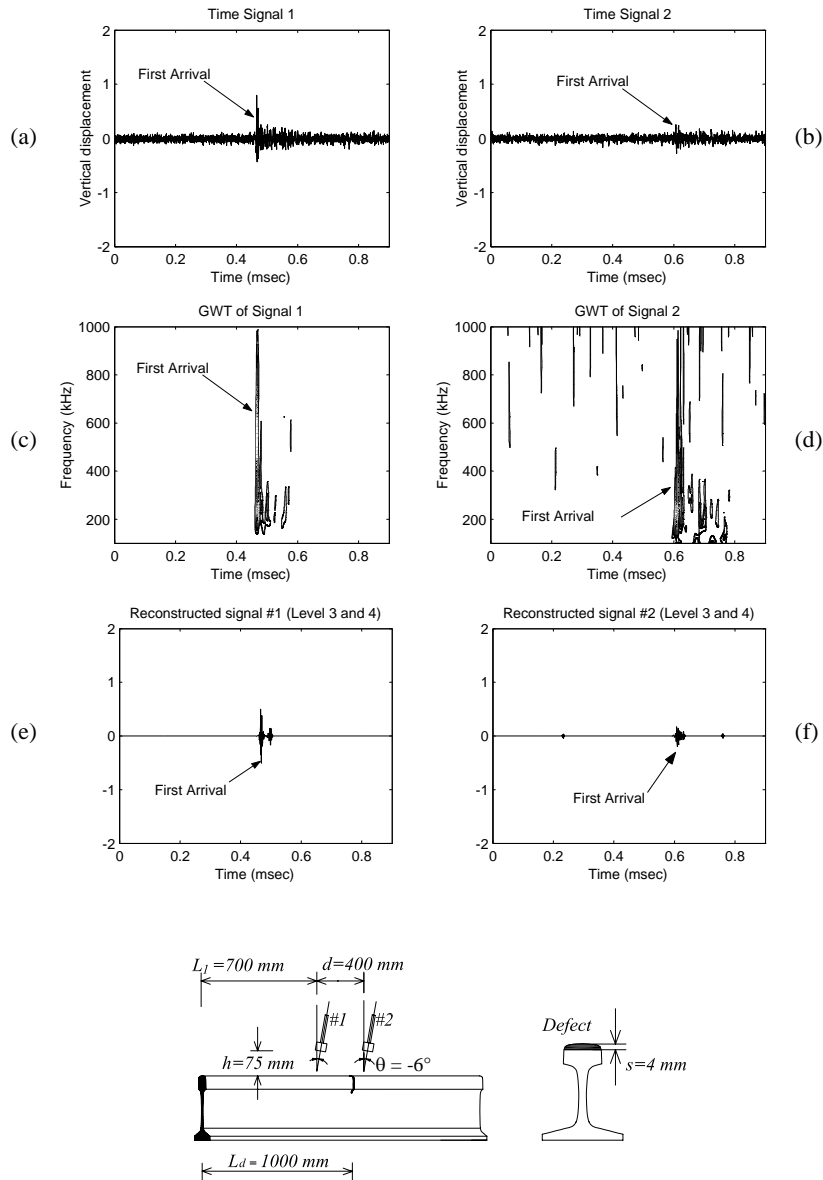 Time Signal 1
Time Signal 2
(a)
Vertical displacement
2
1
0
-1
-2
First Arrival
0 0.2 0.4 0.6 0.8
Time (msec)
Vertical displacement
2
1
0
-1
-2
First Arrival
0 0.2 0.4 0.6 0.8
Time (msec)
(b)
GWT of Signal 1
GWT of Signal 2
(c)
Frequency (kHz)
1000
800
600
400
200
First Arrival
0 0.2 0.4 0.6 0.8
Time (msec)
Frequency (kHz)
1000
800
600
400
200
First Arrival
0 0.2 0.4 0.6 0.8
Time (msec)
(d)
Reconstructed signal #1 (Level 3 and 4)
Reconstructed signal #2 (Level 3 and 4)
(e)
2
1
0
-1
-2
First Arrival
0 0.2 0.4 0.6 0.8
Time (msec)
2
1
0
-1
-2
First Arrival
0 0.2 0.4 0.6 0.8
Time (msec)
(f)
L1 =700 mm
d=400 mm
#1
#2
h=75 mm
θ = -6°
Ld = 1000 mm
Defect
s=4 mm